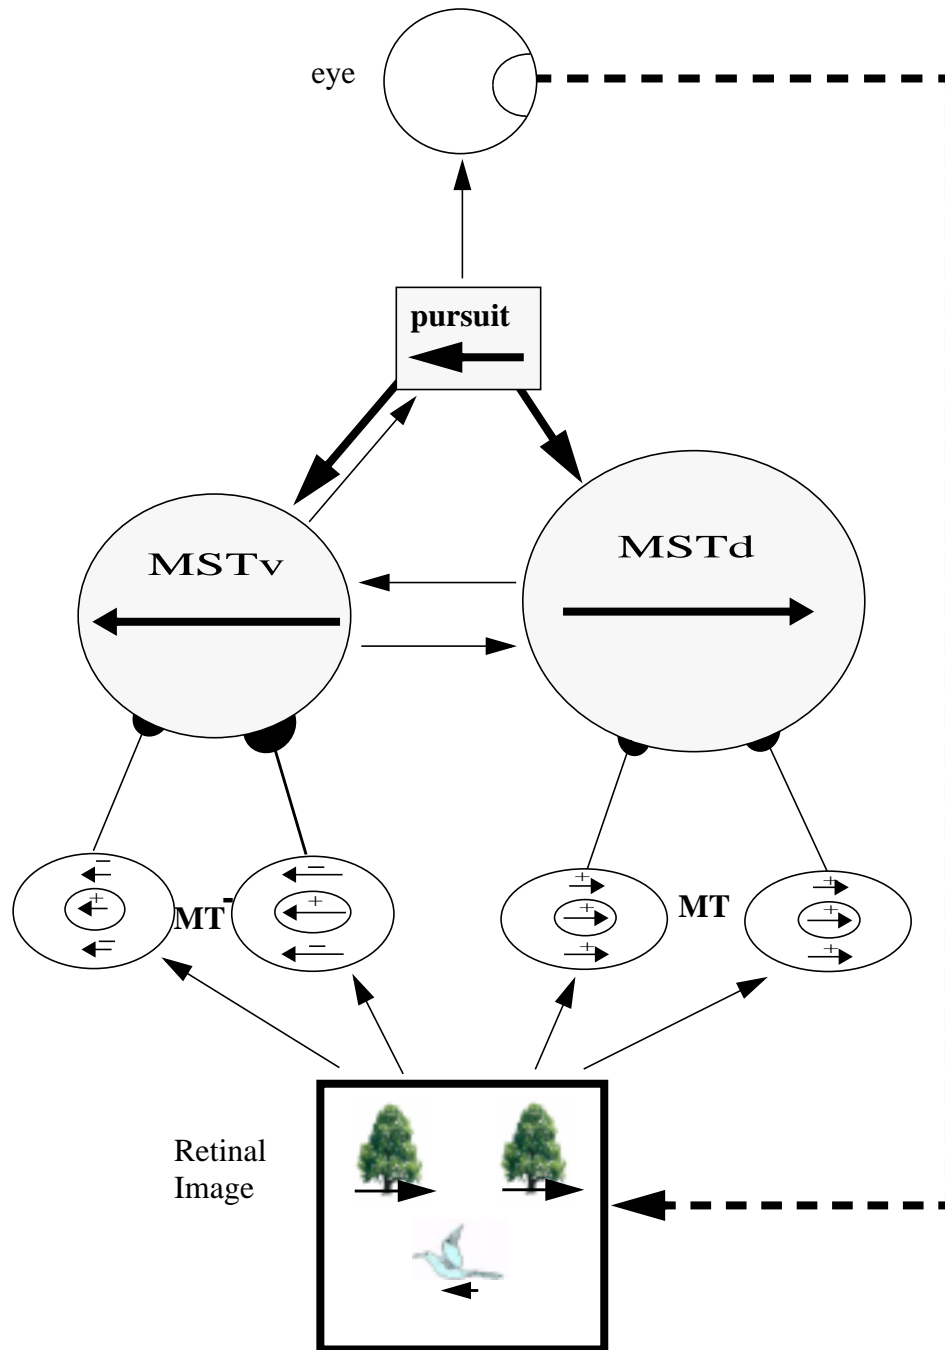 eye
pursuit
MSTv
MSTd
− − 
+ + + +
MT⁻ MT
− − + +
− − + +
Retinal
Image